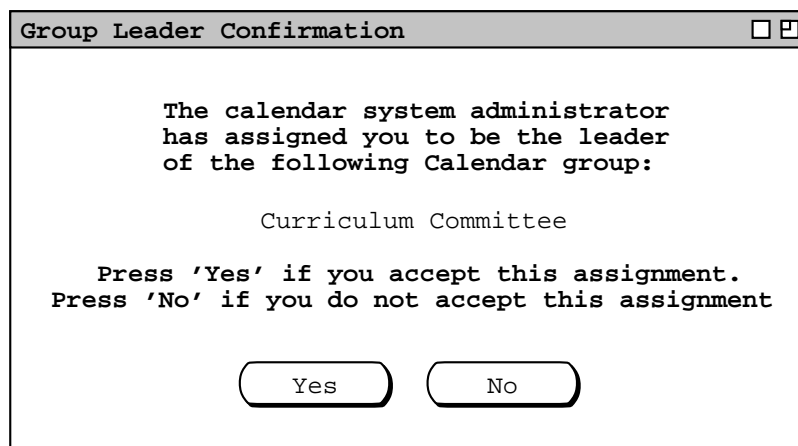 Group Leader Confirmation
The calendar system administrator
has assigned you to be the leader
of the following Calendar group:
Curriculum Committee
Press ’Yes’ if you accept this assignment.
Press ’No’ if you do not accept this assignment
Yes No